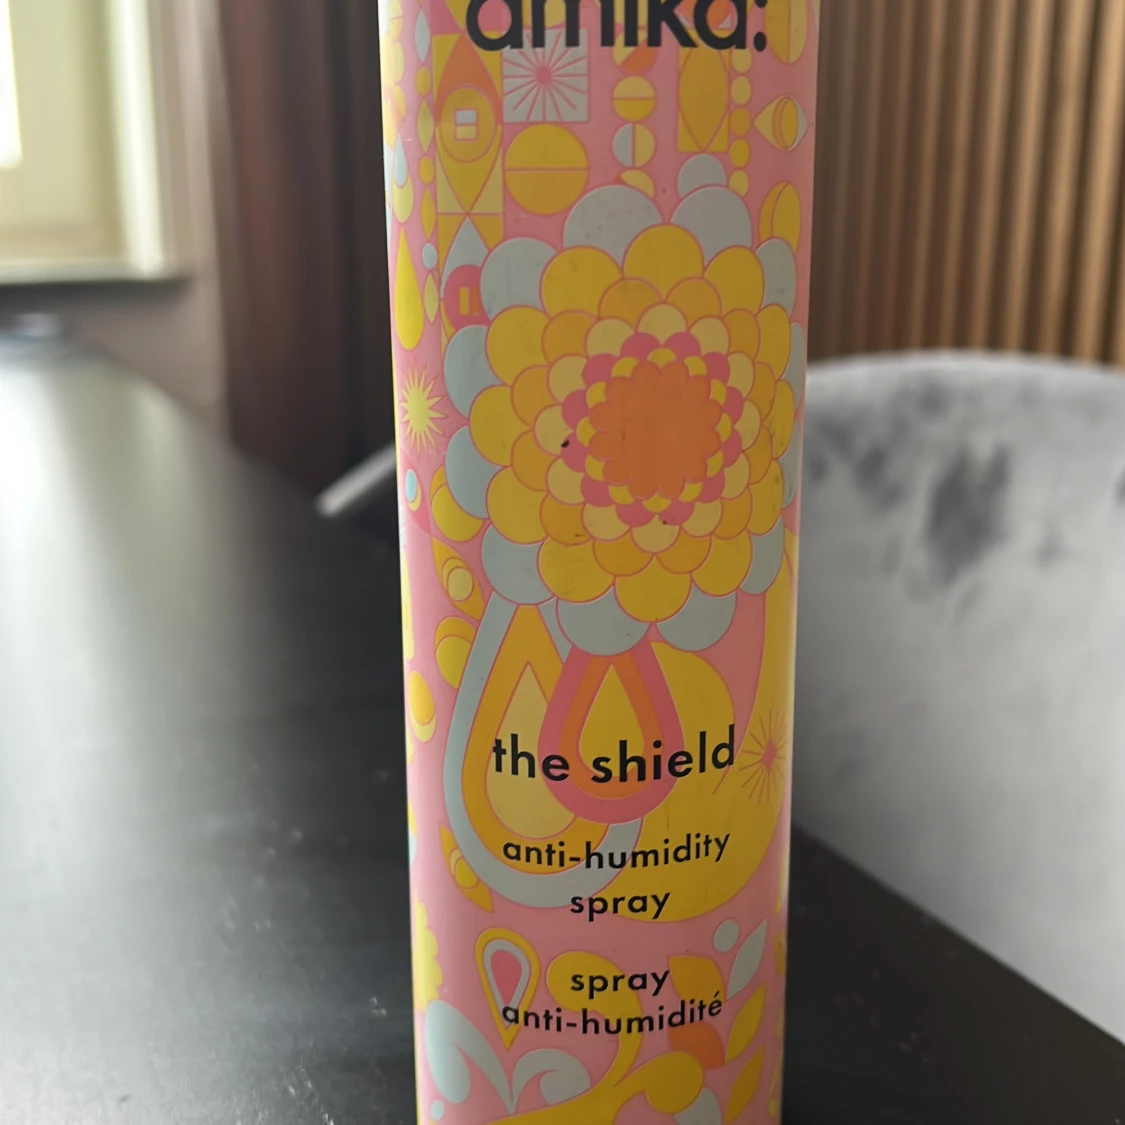 amika:
the shield
anti-humidity
spray
spray
anti-humidité